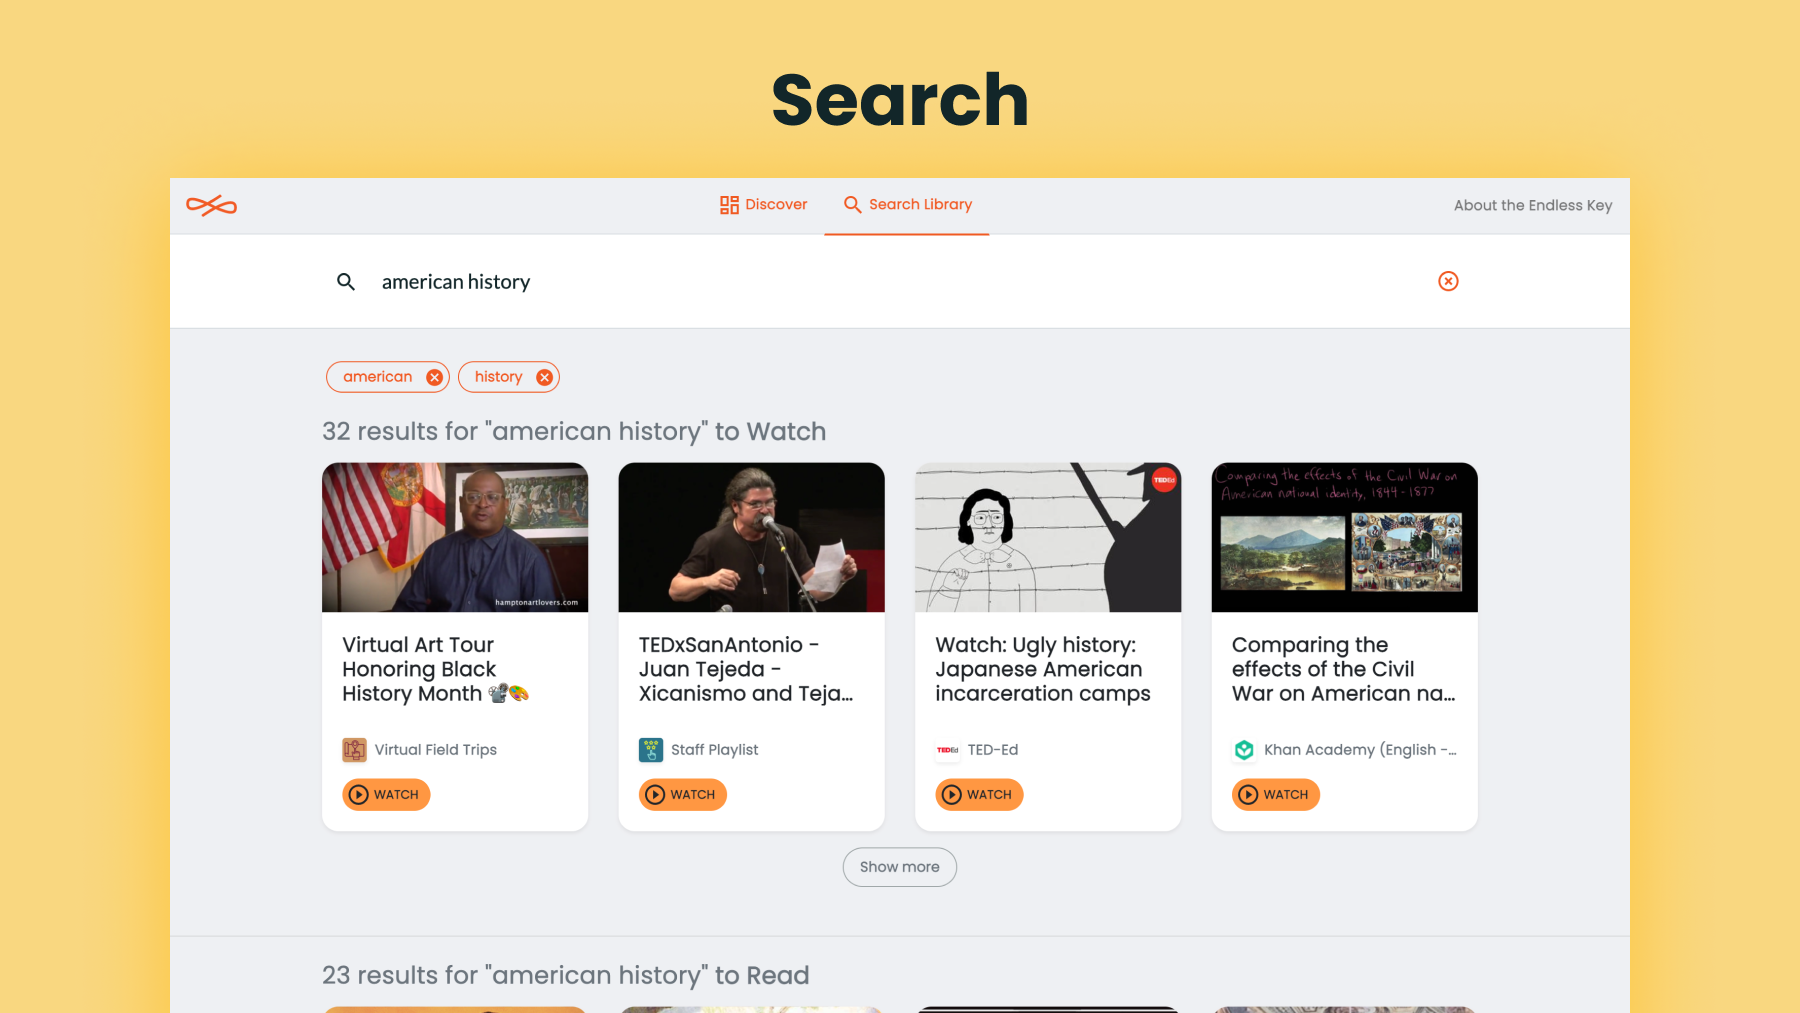 Search
Discover
Search Library
About the Endless Key
american history
american
history
32 results for "american history" to Watch
hamptonartlovers.com
TEDEd
Comparing the effects of the Civil War on
American national identity, 1844-1877
Virtual Art Tour
Honoring Black
History Month
TEDxSanAntonio -
Juan Tejeda -
Xicanismo and Teja...
Watch: Ugly history:
Japanese American
incarceration camps
Comparing the
effects of the Civil
War on American na...
Virtual Field Trips
Staff Playlist
TEDEd
TED-Ed
Khan Academy (English -...
WATCH
WATCH
WATCH
WATCH
Show more
23 results for "american history" to Read